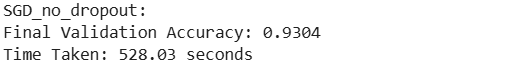 SGD_no_dropout:
Final Validation Accuracy: 0.9304
Time Taken: 528.03 seconds